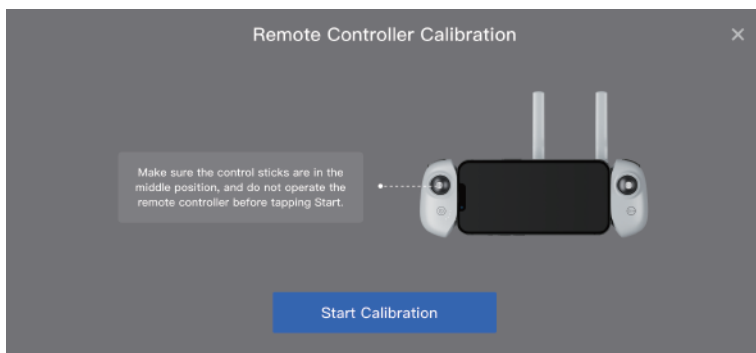 Remote Controller Calibration
Make sure the control sticks are in the
middle position, and do not operate the
remote controller before tapping Start.
Start Calibration